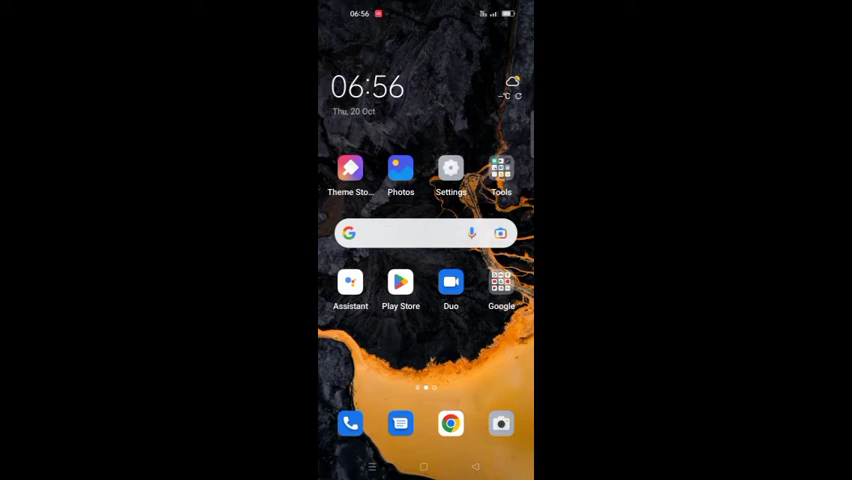 06:56
06:56
Thu, 20 Oct
--°C
Theme Sto...
Photos
Settings
Tools
Assistant
Play Store
Duo
Google